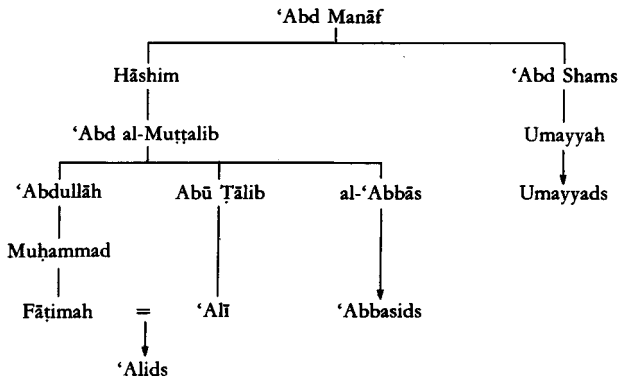 ‘Abd Manāf
Hāshim ‘Abd Shams
‘Abd al-Muṭṭalib Umayyah
‘Abdullāh Abū Ṭālib al-‘Abbās Umayyads
Muḥammad
Fāṭimah = ‘Alī ‘Abbasids
‘Alids